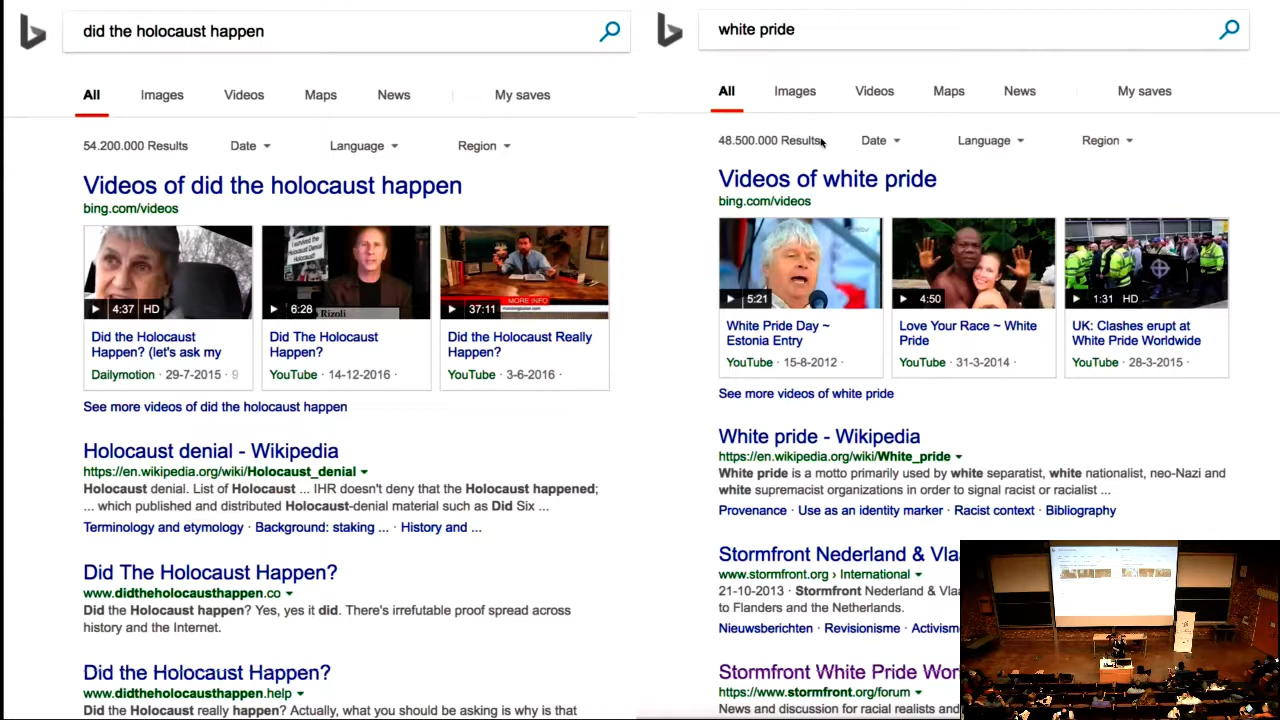 did the holocaust happen
All Images Videos Maps News My saves
54.200.000 Results Date Language Region
Videos of did the holocaust happen
bing.com/videos
I survived the
Holocaust
Denial
Holocaust!
Rizoli
MORE INFO
4:37 HD
6:28
37:11
Did the Holocaust
Happen? (let's ask my
Dailymotion · 29-7-2015 · 9
Did The Holocaust
Happen?
YouTube · 14-12-2016 ·
Did the Holocaust Really
Happen?
YouTube · 3-6-2016 ·
See more videos of did the holocaust happen
Holocaust denial - Wikipedia
https://en.wikipedia.org/wiki/Holocaust_denial
Holocaust denial. List of Holocaust ... IHR doesn't deny that the Holocaust happened;
... which published and distributed Holocaust-denial material such as Did Six ...
Terminology and etymology · Background: staking ... · History and ...
Did The Holocaust Happen?
www.didtheholocausthappen.co
Did the Holocaust happen? Yes, yes it did. There's irrefutable proof spread across
history and the Internet.
Did the Holocaust Happen?
www.didtheholocausthappen.help
Did the Holocaust really happen? Actually, what you should be asking is why is that
white pride
All Images Videos Maps News My saves
48.500.000 Results Date Language Region
Videos of white pride
bing.com/videos
5:21
4:50
1:31 HD
White Pride Day ~
Estonia Entry
YouTube · 15-8-2012 ·
Love Your Race ~ White
Pride
YouTube · 31-3-2014 ·
UK: Clashes erupt at
White Pride Worldwide
YouTube · 28-3-2015 ·
See more videos of white pride
White pride - Wikipedia
https://en.wikipedia.org/wiki/White_pride
White pride is a motto primarily used by white separatist, white nationalist, neo-Nazi and
white supremacist organizations in order to signal racist or racialist ...
Provenance · Use as an identity marker · Racist context · Bibliography
Stormfront Nederland & Vla
www.stormfront.org › International
21-10-2013 · Stormfront Nederland & Vla
to Flanders and the Netherlands.
Nieuwsberichten · Revisionisme · Activism
Stormfront White Pride Wor
https://www.stormfront.org/forum
News and discussion for racial realists and